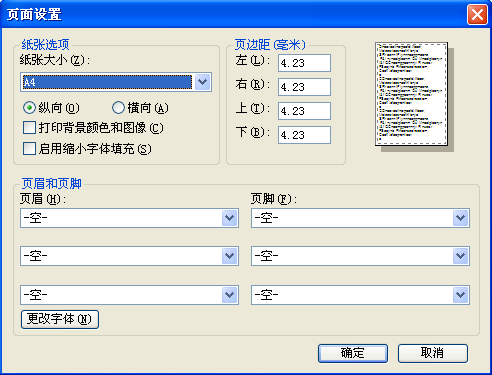 页面设置
纸张选项
纸张大小(Z):
A4
纵向(O)
横向(A)
打印背景颜色和图像(C)
启用缩小字体填充(S)
页边距(毫米)
左(L): 4.23
右(R): 4.23
上(T): 4.23
下(B): 4.23
页眉和页脚
页眉(H):
页脚(F):
-空-
-空-
-空-
-空-
-空-
-空-
更改字体(N)
确定
取消